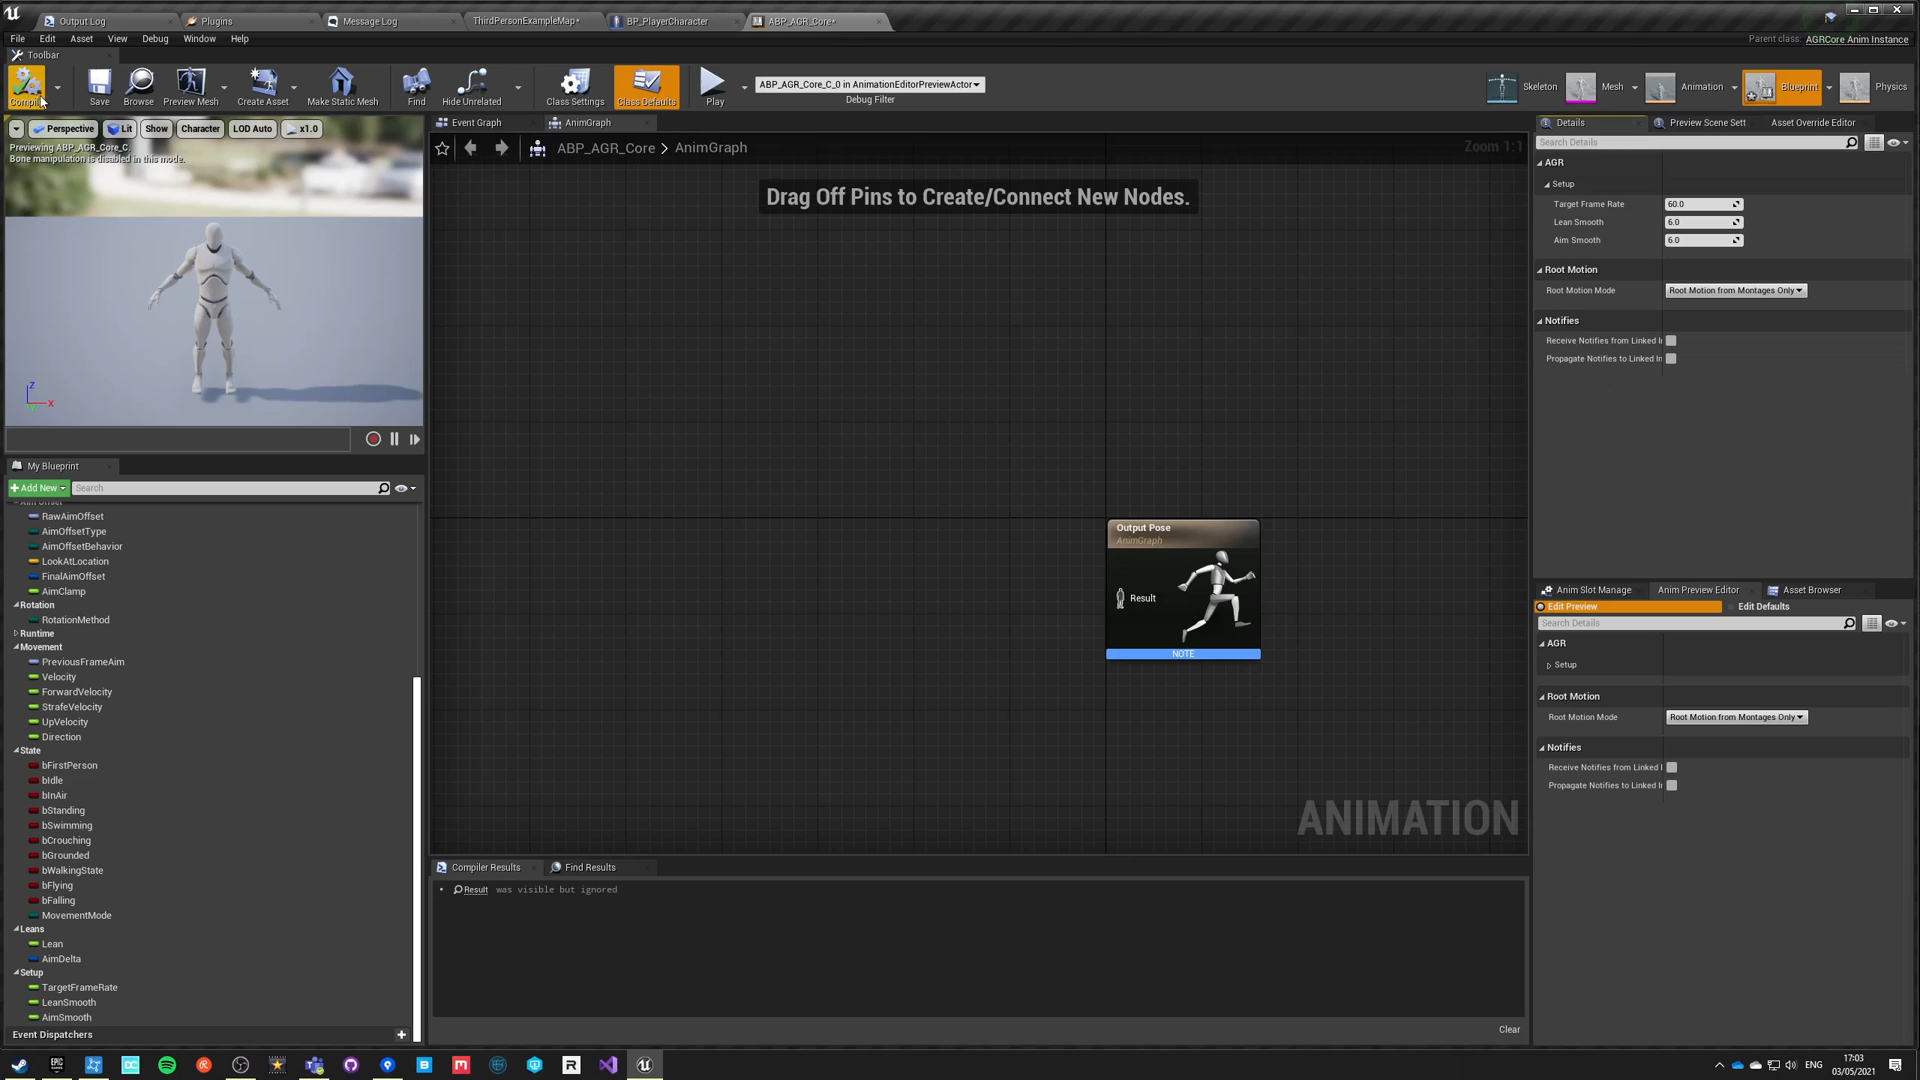 Output Log
Plugins
Message Log
ThirdPersonExampleMap*
BP_PlayerCharacter
ABP_AGR_Core*
File
Edit
Asset
View
Debug
Window
Help
Parent class: AGRCore Anim Instance
Toolbar
Save
Browse
Preview Mesh
Create Asset
Make Static Mesh
Find
Hide Unrelated
Class Settings
Class Defaults
Play
ABP_AGR_Core_C_0 in AnimationEditorPreviewActor
Debug Filter
Skeleton
Mesh
Animation
Blueprint
Physics
Perspective
Lit
Show
Character
LOD Auto
x1.0
Previewing ABP_AGR_Core_C.
Bone manipulation is disabled in this mode.
Z
X
Event Graph
AnimGraph
ABP_AGR_Core > AnimGraph
Zoom 1:1
Drag Off Pins to Create/Connect New Nodes.
Output Pose
AnimGraph
Result
NOTE
ANIMATION
My Blueprint
+ Add New
Search
RawAimOffset
AimOffsetType
AimOffsetBehavior
LookAtLocation
FinalAimOffset
AimClamp
Rotation
RotationMethod
Runtime
Movement
PreviousFrameAim
Velocity
ForwardVelocity
StrafeVelocity
UpVelocity
Direction
State
bFirstPerson
bIdle
bInAir
bStanding
bSwimming
bCrouching
bGrounded
bWalkingState
bFlying
bFalling
MovementMode
Leans
Lean
AimDelta
Setup
TargetFrameRate
LeanSmooth
AimSmooth
Event Dispatchers
Compiler Results
Find Results
Result was visible but ignored
Clear
Details
Preview Scene Sett
Asset Override Editor
Search Details
AGR
Setup
Target Frame Rate
60.0
Lean Smooth
6.0
Aim Smooth
6.0
Root Motion
Root Motion Mode
Root Motion from Montages Only
Notifies
Receive Notifies from Linked I
Propagate Notifies to Linked In
Anim Slot Manage
Anim Preview Editor
Asset Browser
Edit Preview
Edit Defaults
Search Details
AGR
Setup
Root Motion
Root Motion Mode
Root Motion from Montages Only
Notifies
Receive Notifies from Linked I
Propagate Notifies to Linked In
ENG
17:03
03/05/2021